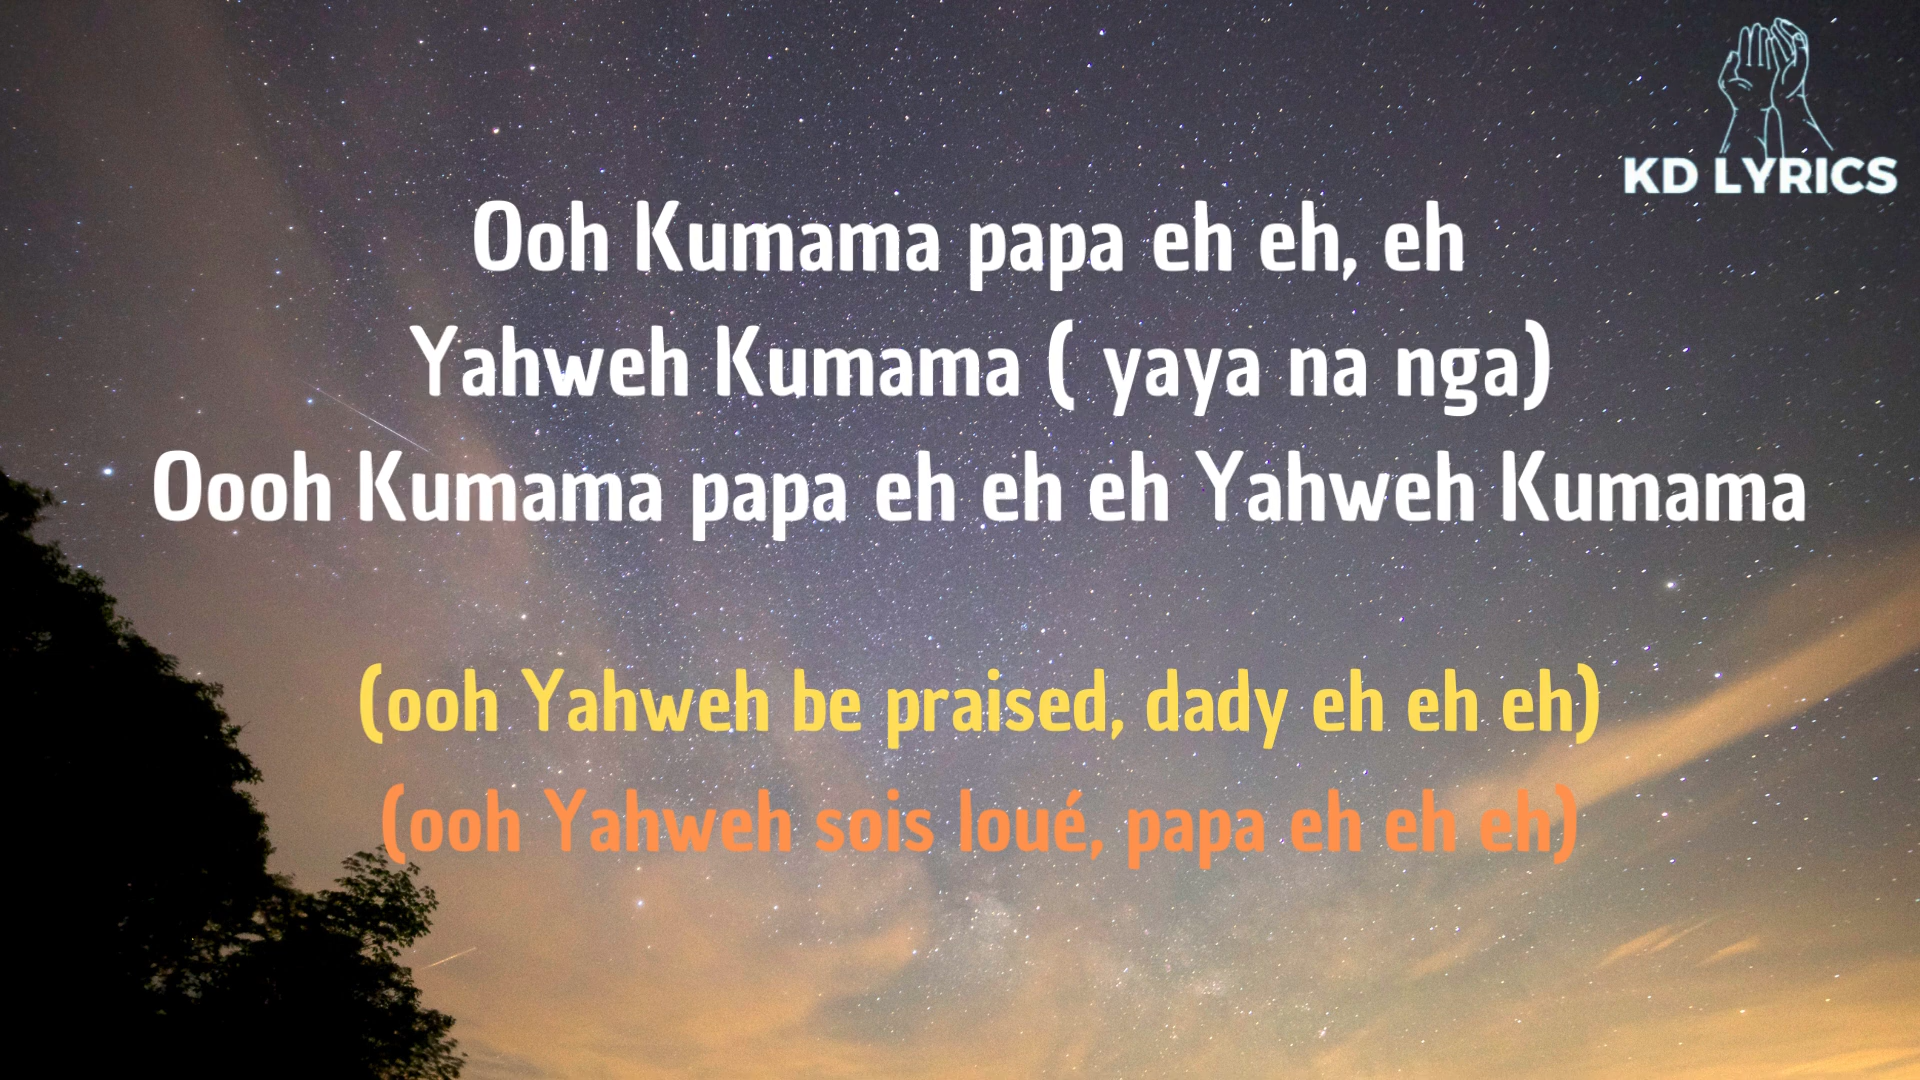 KD LYRICS
Ooh Kumama papa eh eh, eh
Yahweh Kumama ( yaya na nga)
Oooh Kumama papa eh eh eh Yahweh Kumama
(ooh Yahweh be praised, dady eh eh eh)
(ooh Yahweh sois loué, papa eh eh eh)